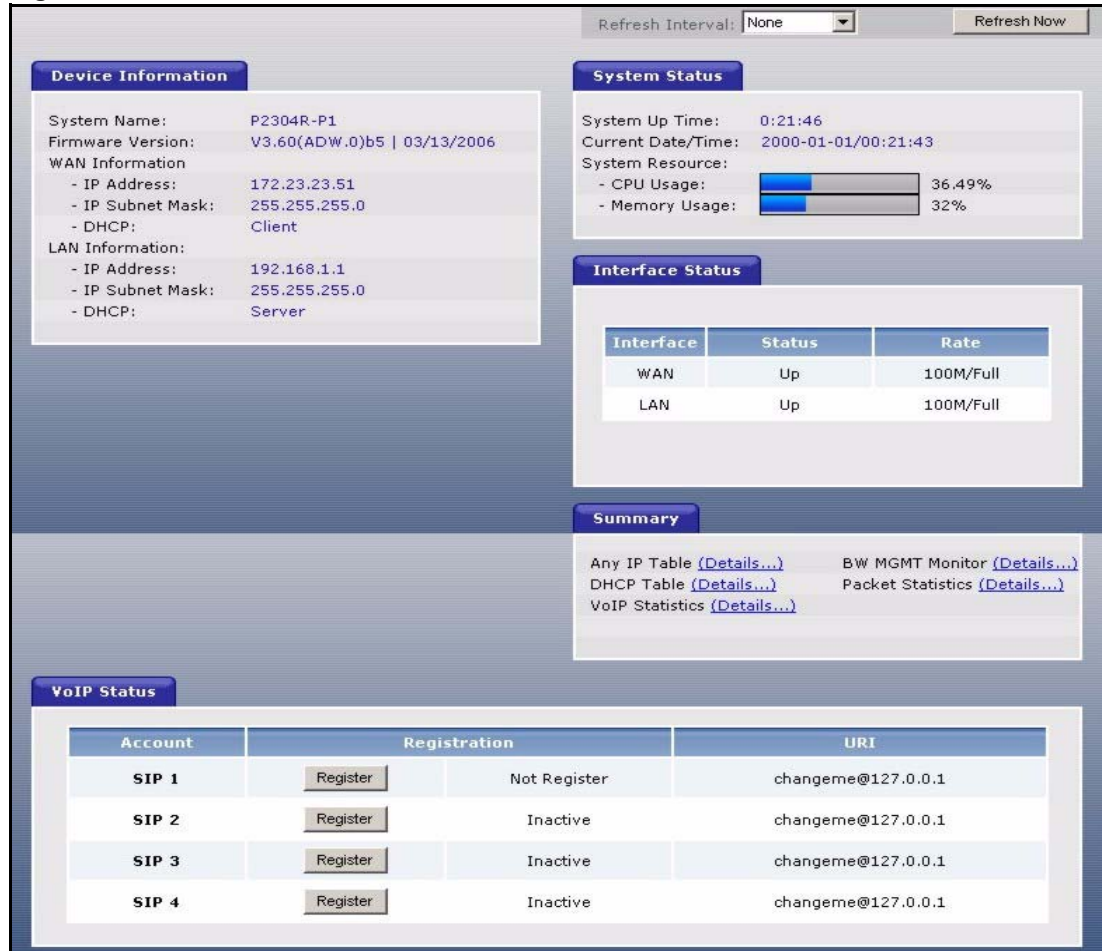 Refresh Interval: None Refresh Now
Device Information
System Name: P2304R-P1
Firmware Version: V3.60(ADW.0)b5 | 03/13/2006
WAN Information
- IP Address: 172.23.23.51
- IP Subnet Mask: 255.255.255.0
- DHCP: Client
LAN Information:
- IP Address: 192.168.1.1
- IP Subnet Mask: 255.255.255.0
- DHCP: Server
System Status
System Up Time: 0:21:46
Current Date/Time: 2000-01-01/00:21:43
System Resource:
- CPU Usage: 36.49%
- Memory Usage: 32%
Interface Status
Interface Status Rate
WAN Up 100M/Full
LAN Up 100M/Full
Summary
Any IP Table (Details...) BW MGMT Monitor (Details...)
DHCP Table (Details...) Packet Statistics (Details...)
VoIP Statistics (Details...)
VoIP Status
Account Registration URI
SIP 1 Register Not Register changeme@127.0.0.1
SIP 2 Register Inactive changeme@127.0.0.1
SIP 3 Register Inactive changeme@127.0.0.1
SIP 4 Register Inactive changeme@127.0.0.1